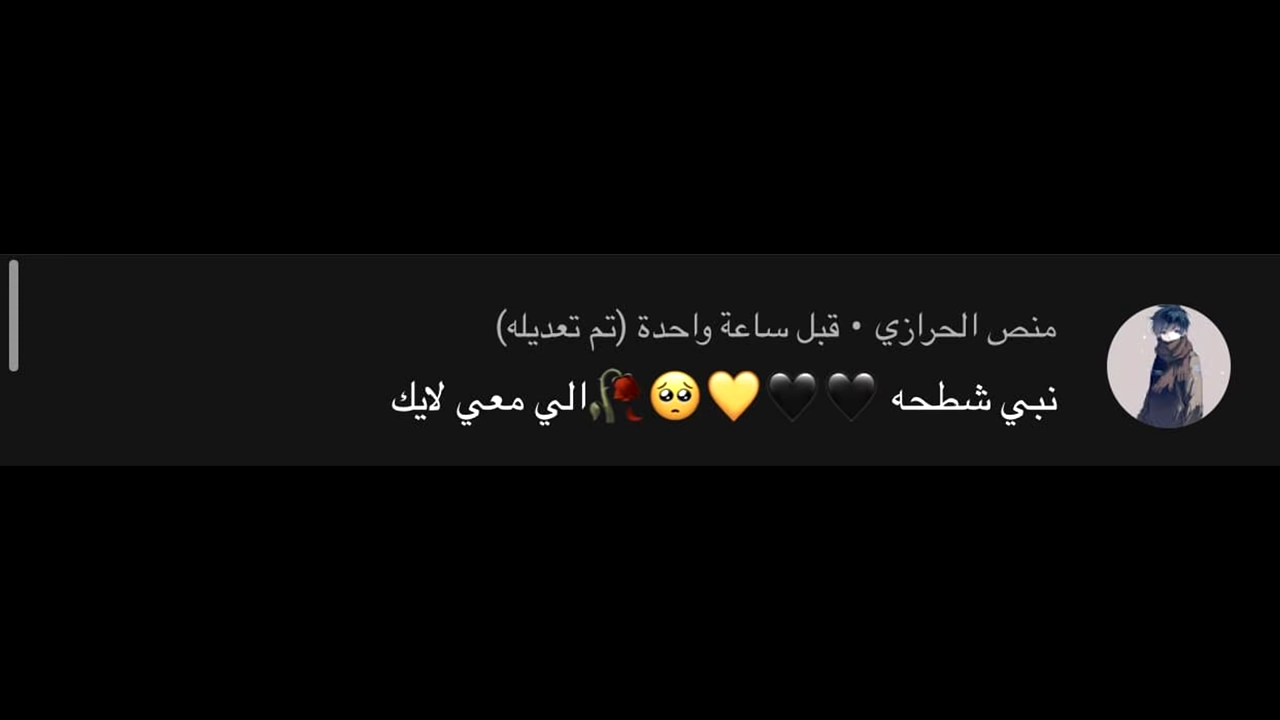 منص الحرازي • قبل ساعة واحدة (تم تعديله)
نبي شطحه 🖤🖤💛🥺🥀الي معي لايك